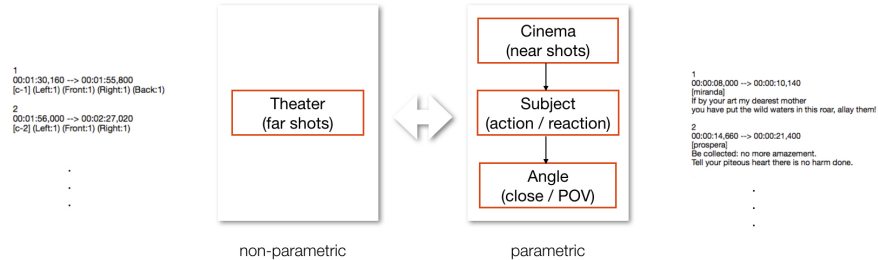 1
00:01:30,160 --> 00:01:55,800
[c-1] (Left:1) (Front:1) (Right:1) (Back:1)
2
00:01:56,000 --> 00:02:27,020
[c-2] (Left:1) (Front:1) (Right:1)
.
.
.
Theater
(far shots)
non-parametric
Cinema
(near shots)
Subject
(action / reaction)
Angle
(close / POV)
parametric
1
00:00:08,000 --> 00:00:10,140
[miranda]
If by your art my dearest mother
you have put the wild waters in this roar, allay them!
2
00:00:14,660 --> 00:00:21,400
[prospera]
Be collected: no more amazement.
Tell your piteous heart there is no harm done.
.
.
.